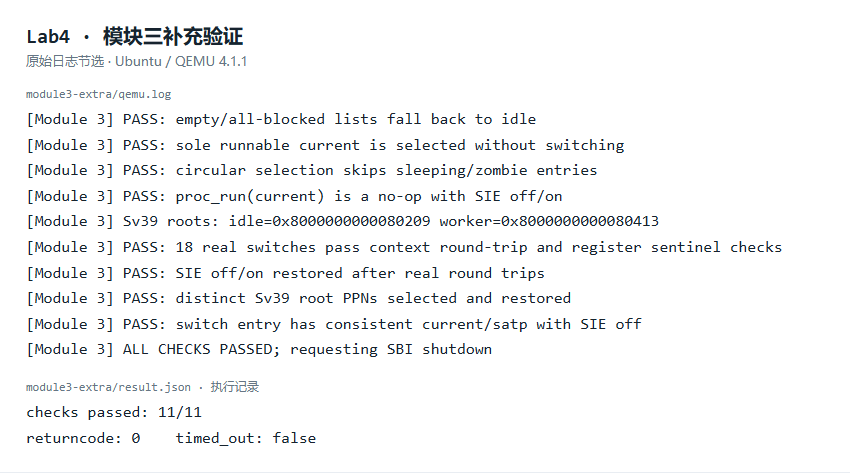 Lab4 · 模块三补充验证
原始日志节选 · Ubuntu / QEMU 4.1.1
module3-extra/qemu.log
[Module 3] PASS: empty/all-blocked lists fall back to idle
[Module 3] PASS: sole runnable current is selected without switching
[Module 3] PASS: circular selection skips sleeping/zombie entries
[Module 3] PASS: proc_run(current) is a no-op with SIE off/on
[Module 3] Sv39 roots: idle=0x8000000000080209 worker=0x8000000000080413
[Module 3] PASS: 18 real switches pass context round-trip and register sentinel checks
[Module 3] PASS: SIE off/on restored after real round trips
[Module 3] PASS: distinct Sv39 root PPNs selected and restored
[Module 3] PASS: switch entry has consistent current/satp with SIE off
[Module 3] ALL CHECKS PASSED; requesting SBI shutdown
module3-extra/result.json · 执行记录
checks passed: 11/11
returncode: 0 timed_out: false